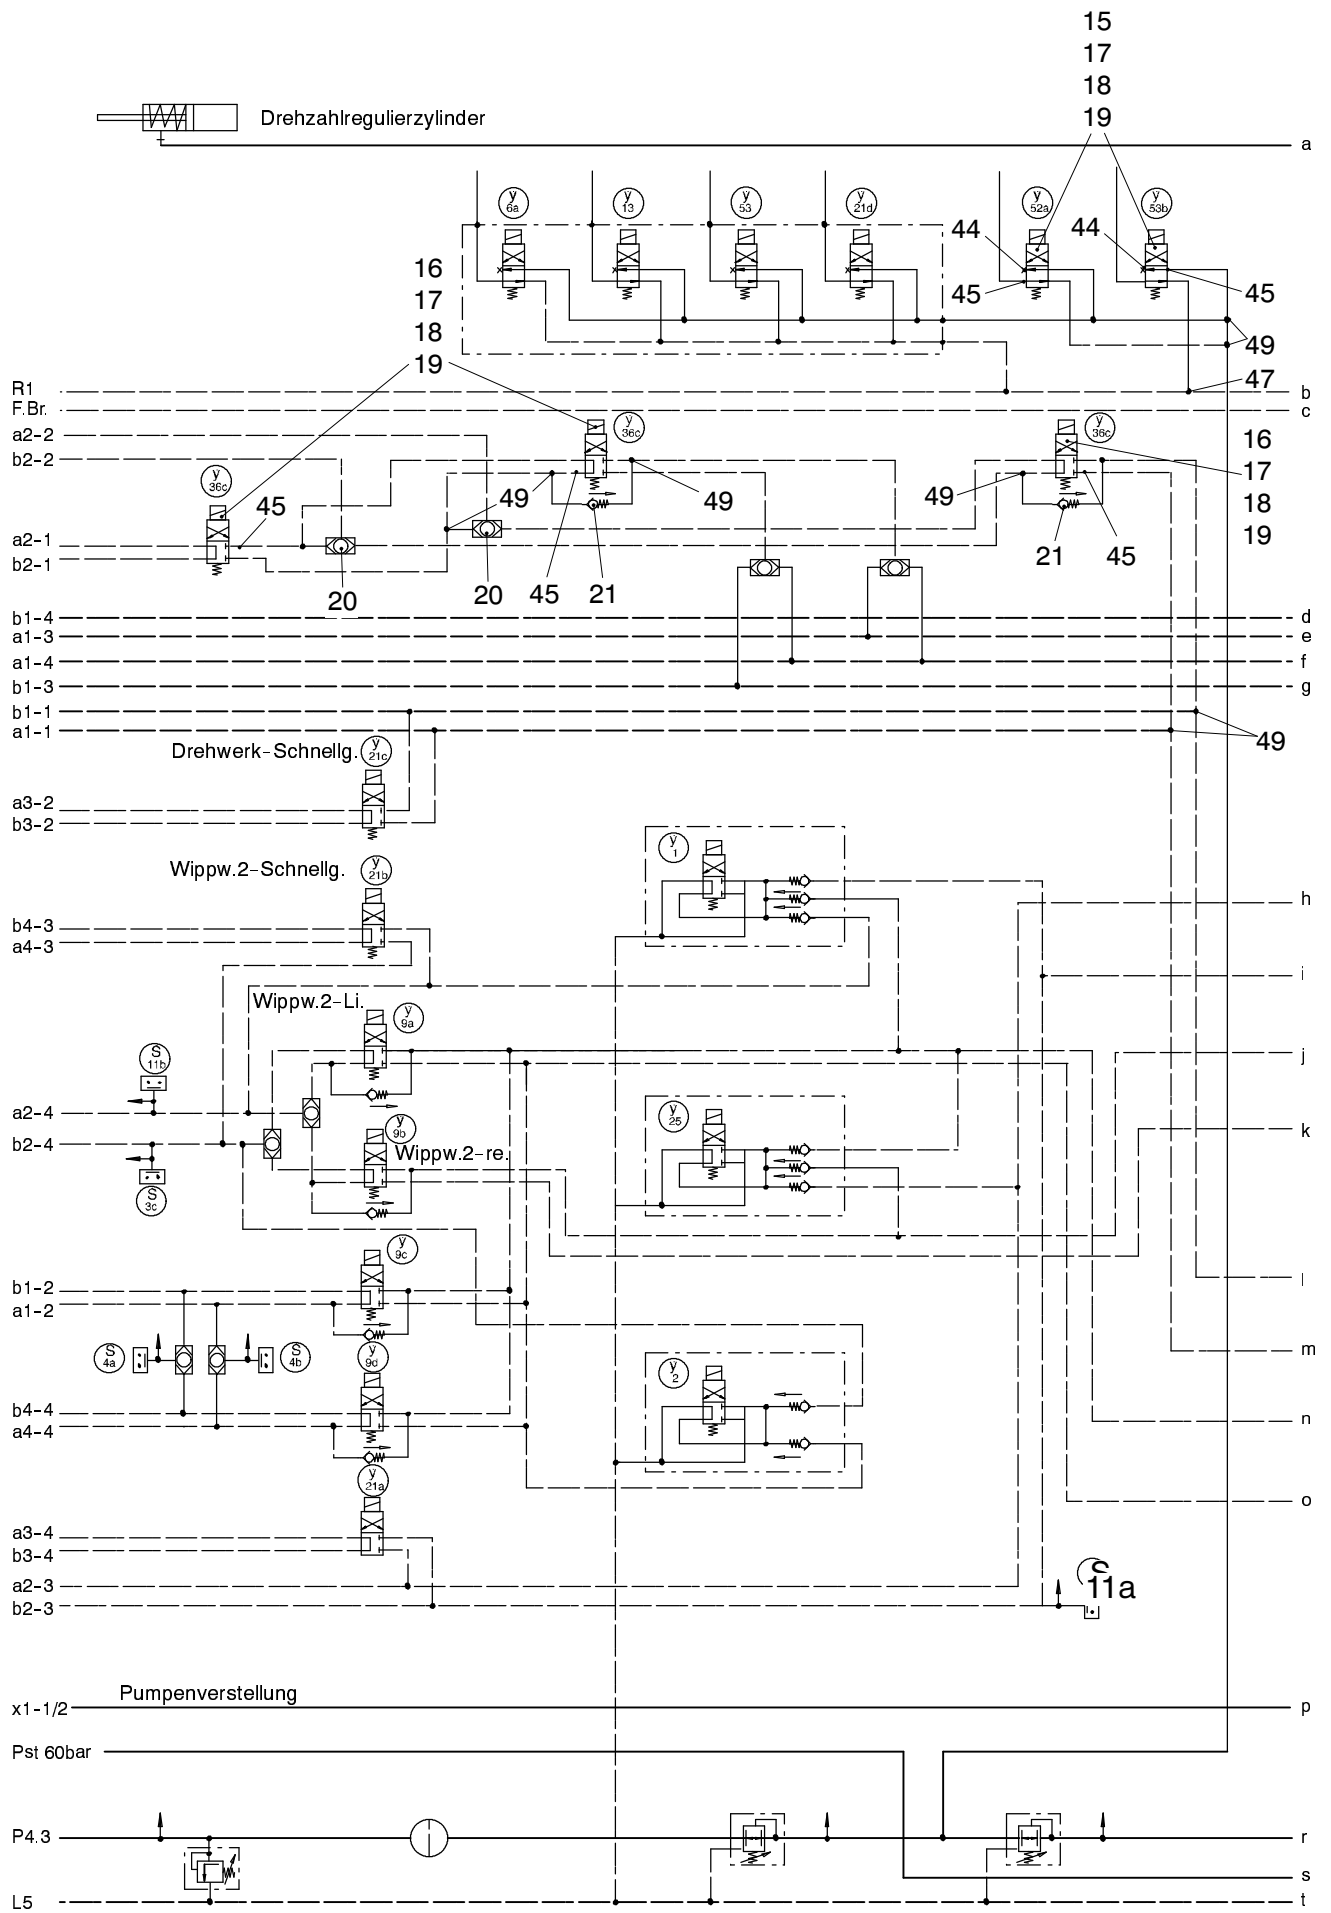 15
17
18
19
Drehzahlregulierzylinder
a
ÿ 6a
ÿ 13
ÿ 53
ÿ 21d
ÿ 52a
ÿ 53b
44
44
16
17
18
19
45
45
49
47
R1
b
F.Br.
c
a2-2
ÿ 36c
ÿ 36c
16
17
18
19
b2-2
ÿ 36c
45
49
49
49
a2-1
b2-1
21
45
20
20
45
21
b1-4
d
a1-3
e
a1-4
f
b1-3
g
b1-1
a1-1
49
Drehwerk-Schnellg.
ÿ 21c
a3-2
b3-2
ÿ 1
Wippw.2-Schnellg.
ÿ 21b
h
b4-3
a4-3
i
Wippw.2-Li.
ÿ 9a
S 11b
j
a2-4
ÿ 25
ÿ 9b
k
b2-4
Wippw.2-re.
S 3c
ÿ 9c
l
b1-2
a1-2
S 4a
S 4b
ÿ 9d
m
ÿ 2
b4-4
n
a4-4
ÿ 21a
o
a3-4
b3-4
a2-3
S 11a
b2-3
Pumpenverstellung
x1-1/2
p
Pst 60bar
P4.3
r
s
L5
t